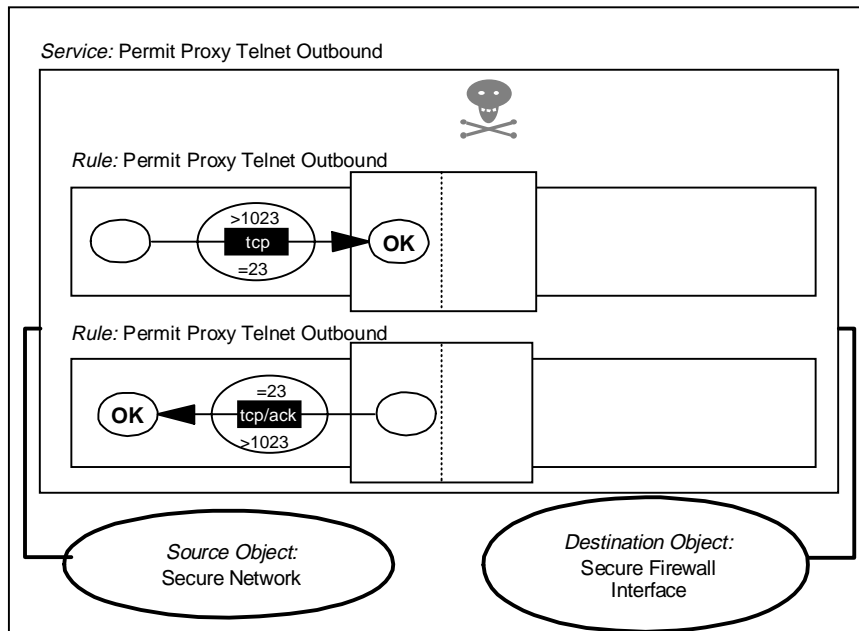 Service: Permit Proxy Telnet Outbound
Rule: Permit Proxy Telnet Outbound
>1023
tcp
=23
OK
Rule: Permit Proxy Telnet Outbound
OK
=23
tcp/ack
>1023
Source Object:
Secure Network
Destination Object:
Secure Firewall
Interface